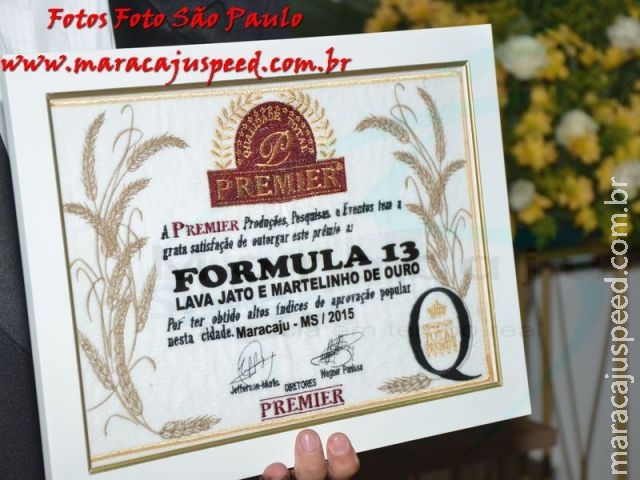 Fotos Foto São Paulo
www.maracajuspeed.com.br
QUALIDADE TOTAL
P
PREMIER
A PREMIER Produções, Pesquisas e Eventos tem a
grata satisfação de outorgar este prêmio a:
FORMULA 13
LAVA JATO E MARTELINHO DE OURO
Por ter obtido altos índices de aprovação popular
nesta cidade. Maracaju - MS / 2015
Wagner
DIRETORES
PREMIER
Q
TOTAL
maracajuspeed.com.br